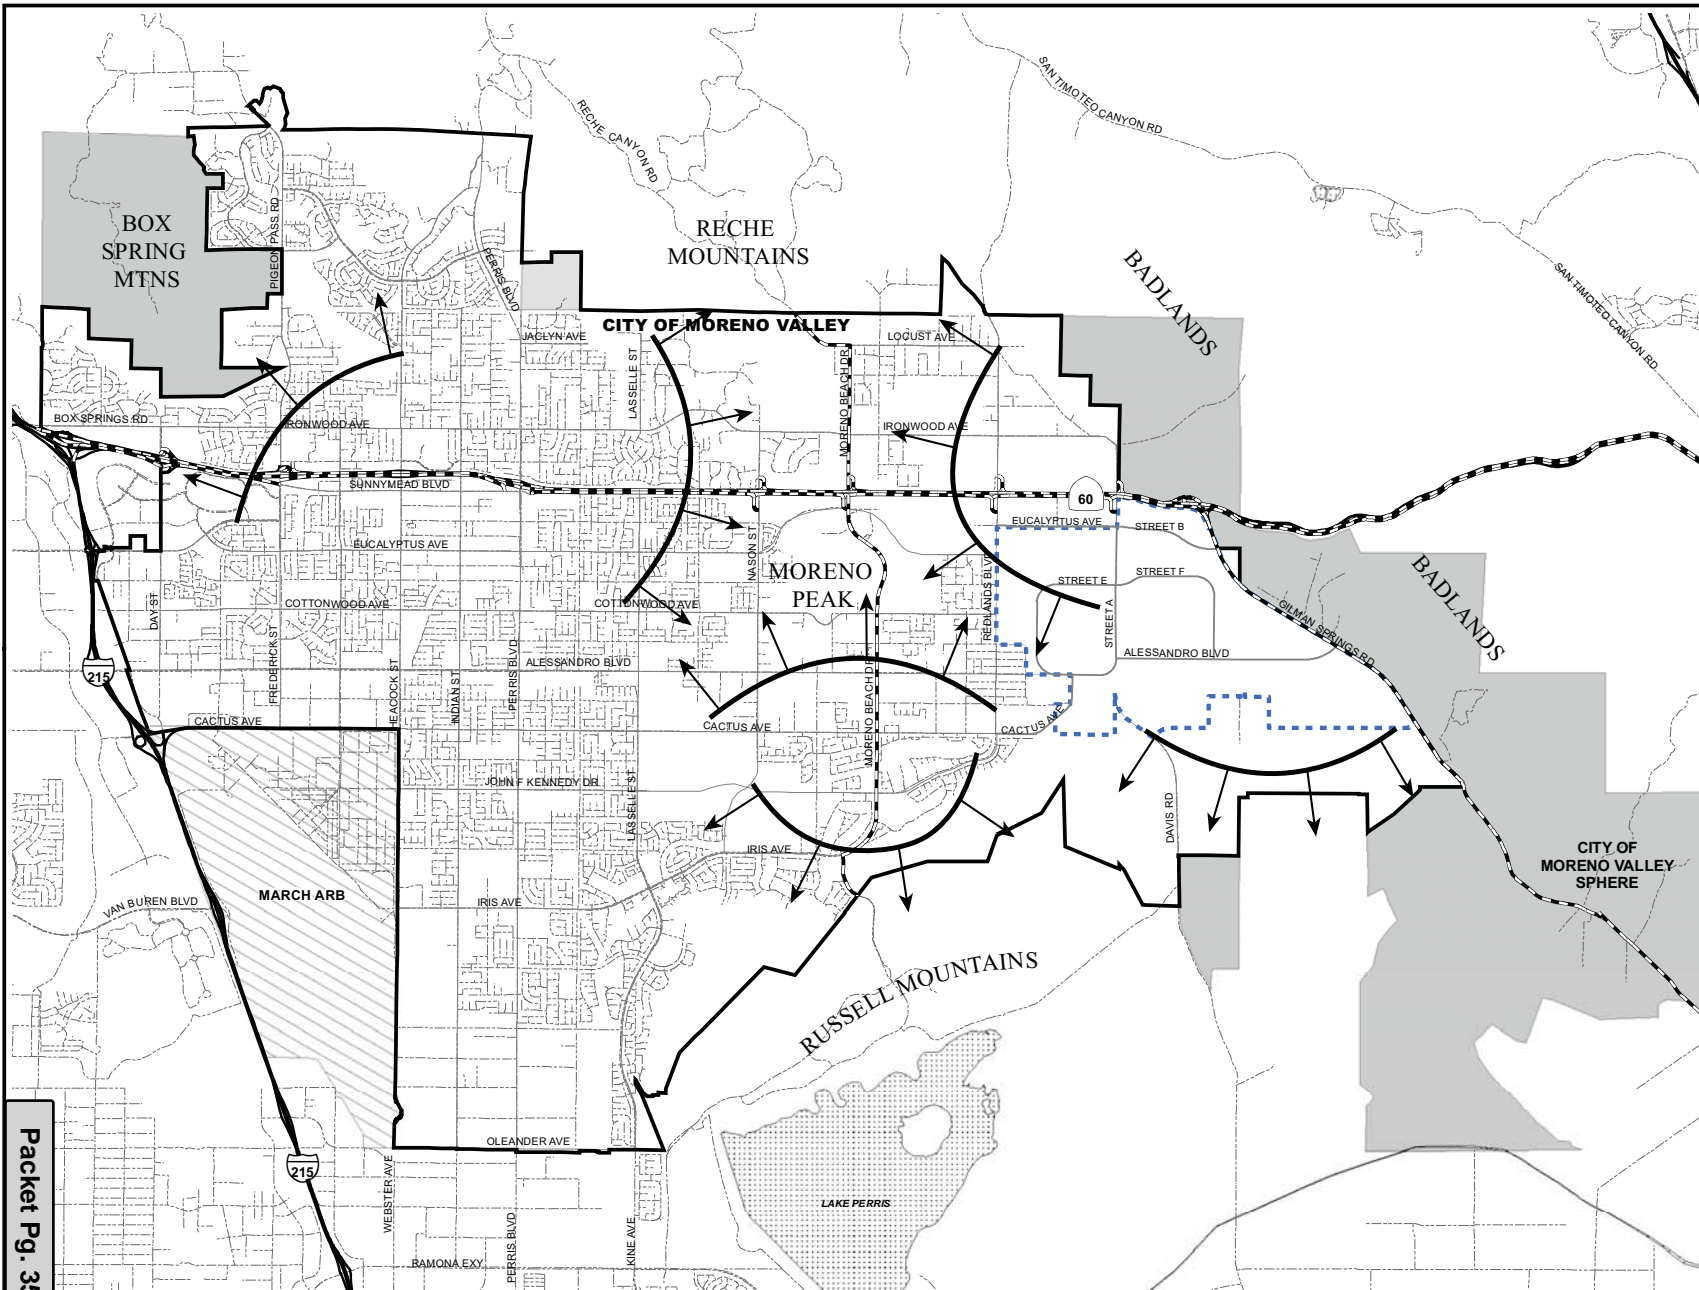 SAN TIMOTEO CANYON RD
RECHE CANYON RD
BOX
SPRING
MTNS
PIGEON PASS RD
RECHE
MOUNTAINS
PERRIS BLVD
BADLANDS
SAN TIMOTEO CANYON RD
CITY OF MORENO VALLEY
JACLYN AVE
LOCUST AVE
LASSELLE ST
MORENO BEACH DR
BOX SPRINGS RD
IRONWOOD AVE
IRONWOOD AVE
SUNNYMEAD BLVD
60
EUCALYPTUS AVE
STREET B
EUCALYPTUS AVE
NASON ST
MORENO
PEAK
STREET E
STREET F
BADLANDS
REDLANDS BLVD
STREET A
GILMAN SPRINGS RD
DAY ST
COTTONWOOD AVE
COTTONWOOD AVE
FREDERICK ST
HEACOCK ST
INDIAN ST
PERRIS BLVD
ALESSANDRO BLVD
ALESSANDRO BLVD
215
CACTUS AVE
CACTUS AVE
MORENO BEACH DR
CACTUS AVE
JOHN F KENNEDY DR
LASSELLE ST
DAVIS RD
IRIS AVE
CITY OF
MORENO VALLEY
SPHERE
MARCH ARB
VAN BUREN BLVD
IRIS AVE
RUSSELL MOUNTAINS
OLEANDER AVE
215
WEBSTER AVE
PERRIS BLVD
KINE AVE
LAKE PERRIS
RAMONA EXY
Packet Pg. 35